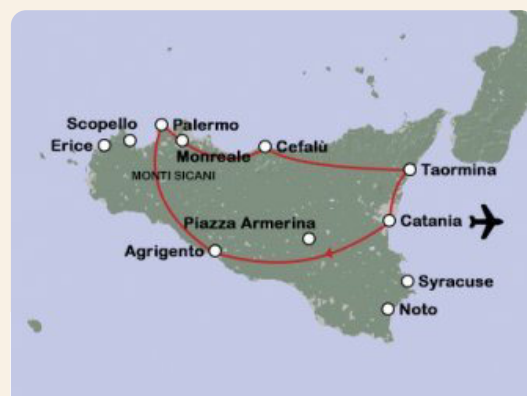 Palermo
Scopello
Erice
Monreale
Cefalù
MONTI SICANI
Taormina
Piazza Armerina
Catania
Agrigento
Syracuse
Noto